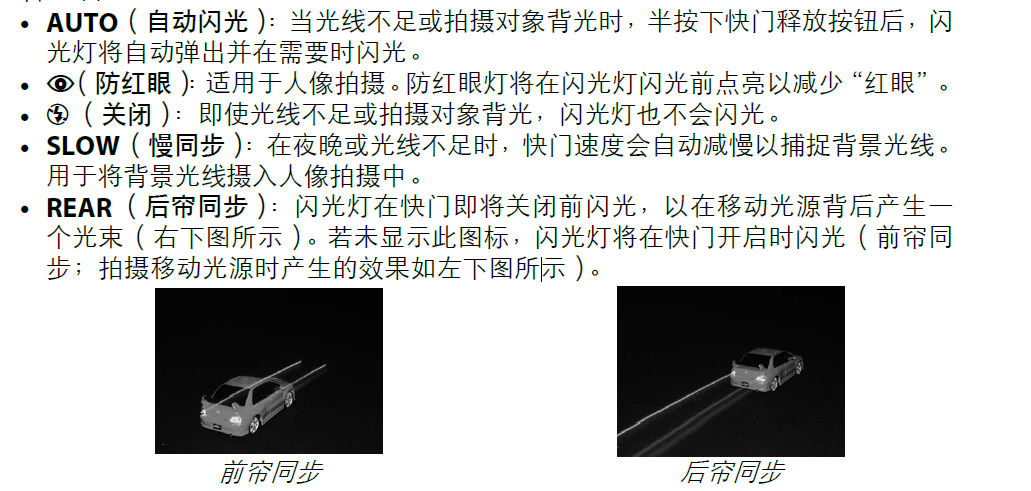 • AUTO（自动闪光）：当光线不足或拍摄对象背光时，半按下快门释放按钮后，闪
光灯将自动弹出并在需要时闪光。
• （防红眼）：适用于人像拍摄。防红眼灯将在闪光灯闪光前点亮以减少“红眼”。
• （关闭）：即使光线不足或拍摄对象背光，闪光灯也不会闪光。
• SLOW（慢同步）：在夜晚或光线不足时，快门速度会自动减慢以捕捉背景光线。
用于将背景光线摄入人像拍摄中。
• REAR（后帘同步）：闪光灯在快门即将关闭前闪光，以在移动光源背后产生一
个光束（右下图所示）。若未显示此图标，闪光灯将在快门开启时闪光（前帘同
步；拍摄移动光源时产生的效果如左下图所示）。
前帘同步
后帘同步